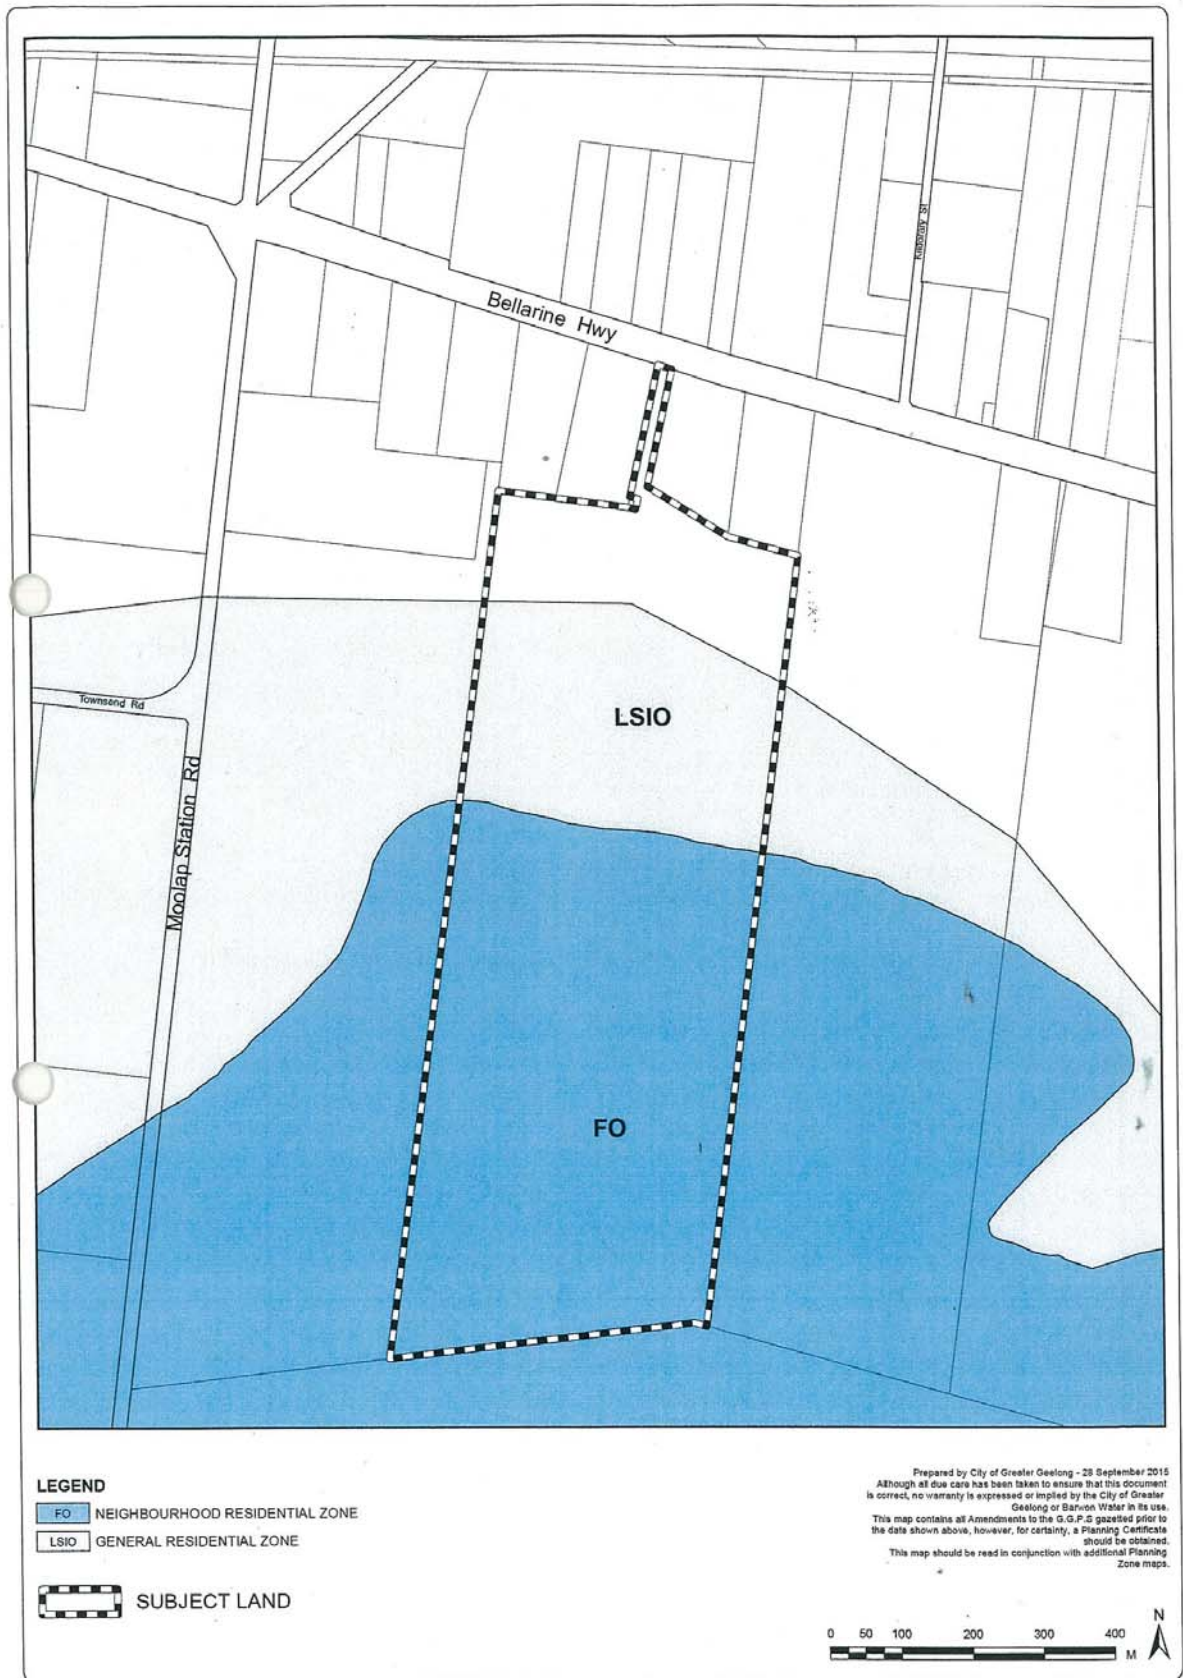 Kildorary St
Bellarine Hwy
Townsend Rd
LSIO
Moolap Station Rd
FO
LEGEND
FO NEIGHBOURHOOD RESIDENTIAL ZONE
LSIO GENERAL RESIDENTIAL ZONE
SUBJECT LAND
Prepared by City of Greater Geelong - 28 September 2015
Although all due care has been taken to ensure that this document
is correct, no warranty is expressed or implied by the City of Greater
Geelong or Barwon Water in its use.
This map contains all Amendments to the G.G.P.S gazetted prior to
the date shown above, however, for certainty, a Planning Certificate
should be obtained.
This map should be read in conjunction with additional Planning
Zone maps.
0 50 100 200 300 400
M
N